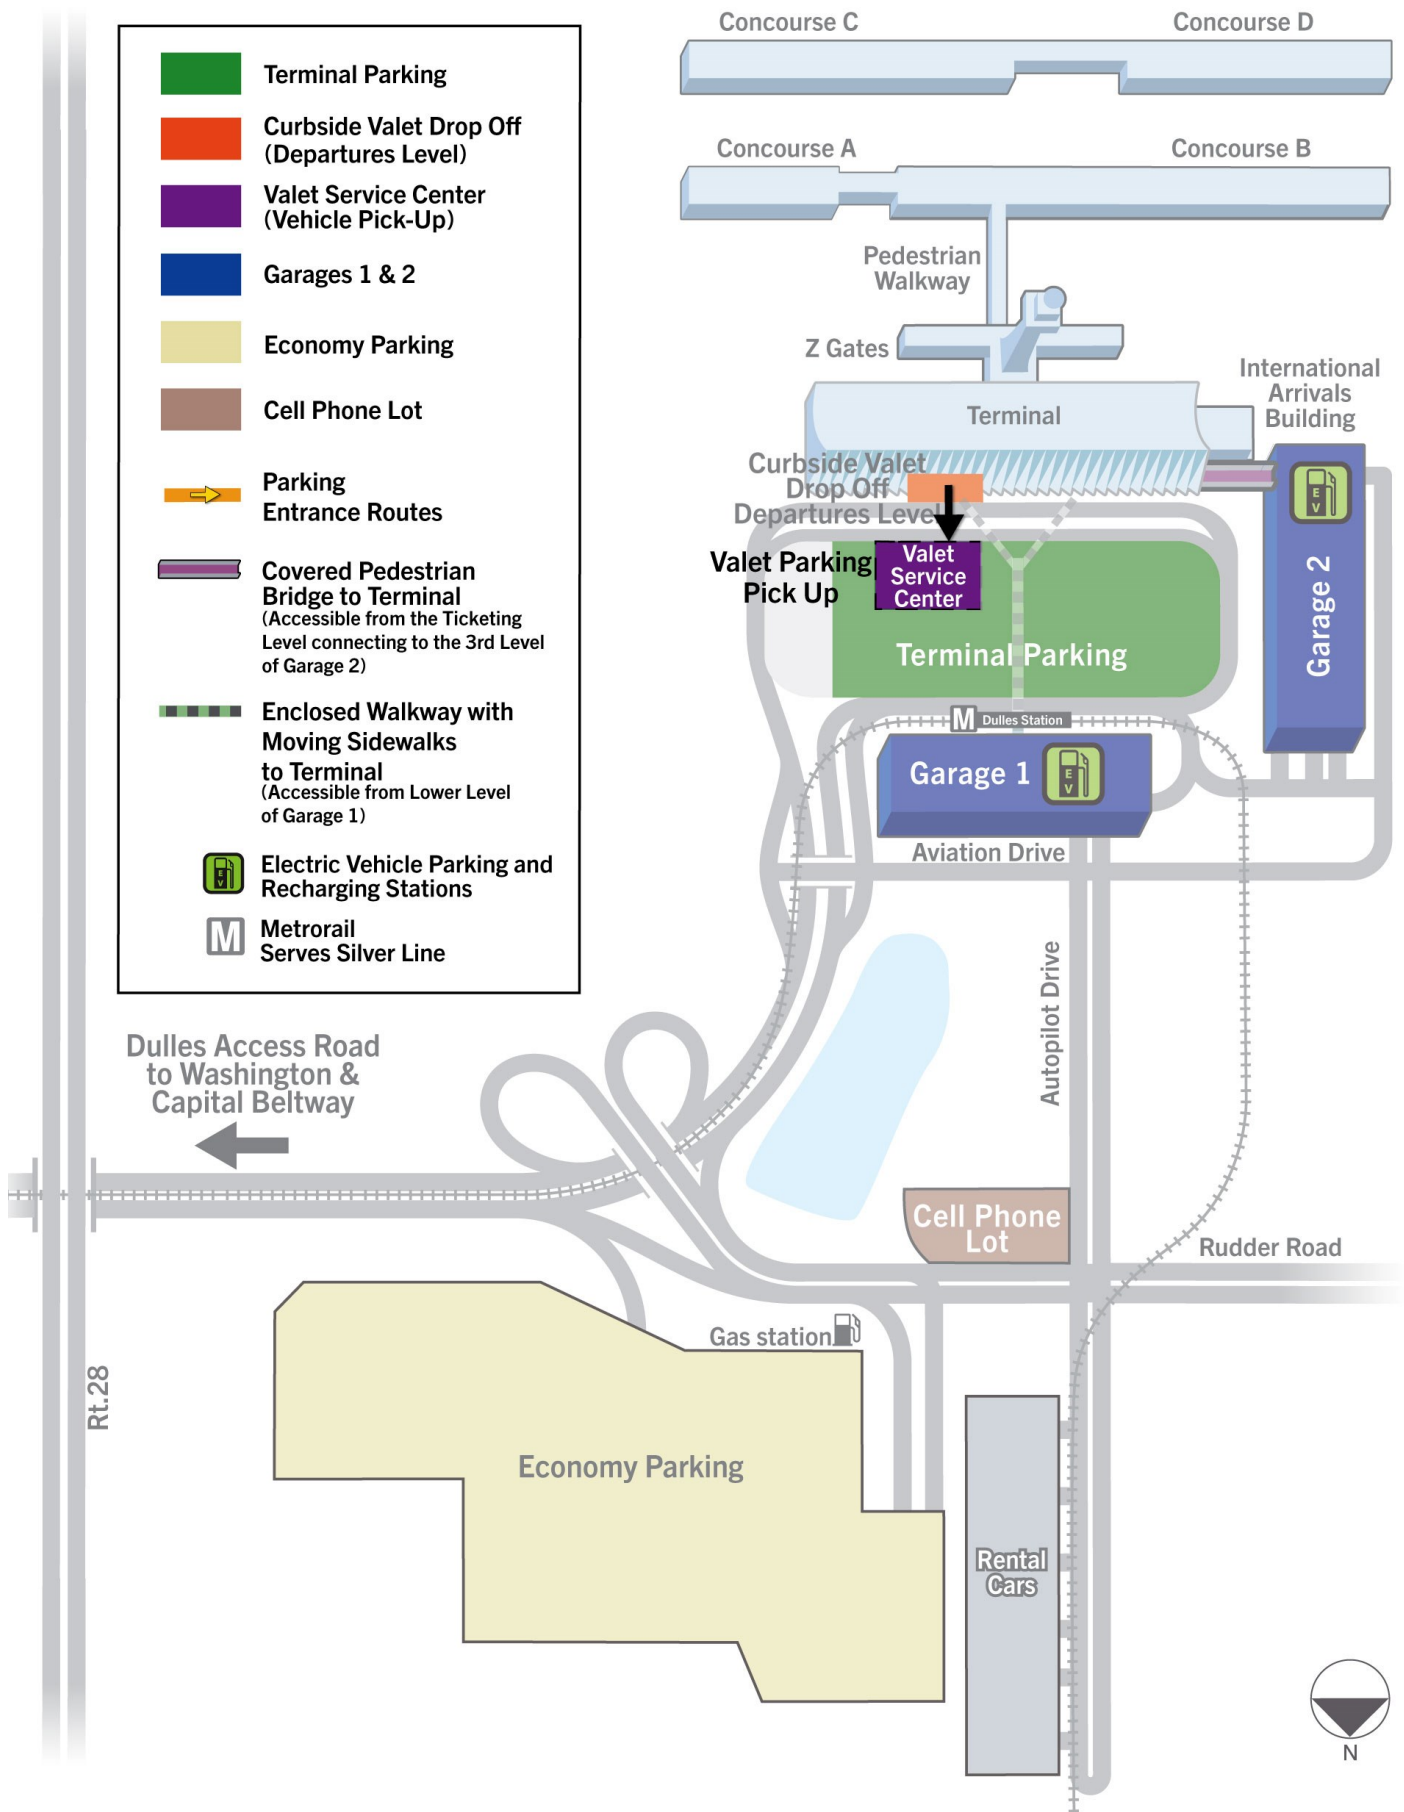 Terminal Parking
Curbside Valet Drop Off
(Departures Level)
Valet Service Center
(Vehicle Pick-Up)
Garages 1 & 2
Economy Parking
Cell Phone Lot
Parking
Entrance Routes
Covered Pedestrian
Bridge to Terminal
(Accessible from the Ticketing
Level connecting to the 3rd Level
of Garage 2)
Enclosed Walkway with
Moving Sidewalks
to Terminal
(Accessible from Lower Level
of Garage 1)
E
V
Electric Vehicle Parking and
Recharging Stations
M
Metrorail
Serves Silver Line
Concourse C
Concourse D
Concourse A
Concourse B
Pedestrian
Walkway
Z Gates
International
Arrivals
Building
Terminal
Curbside Valet
Drop Off
Departures Level
E
V
Valet Parking
Pick Up
Valet
Service
Center
Garage 2
Terminal Parking
M Dulles Station
Garage 1
E
V
Aviation Drive
Autopilot Drive
Dulles Access Road
to Washington &
Capital Beltway
Cell Phone
Lot
Rudder Road
Gas station
Rt.28
Economy Parking
Rental
Cars
N